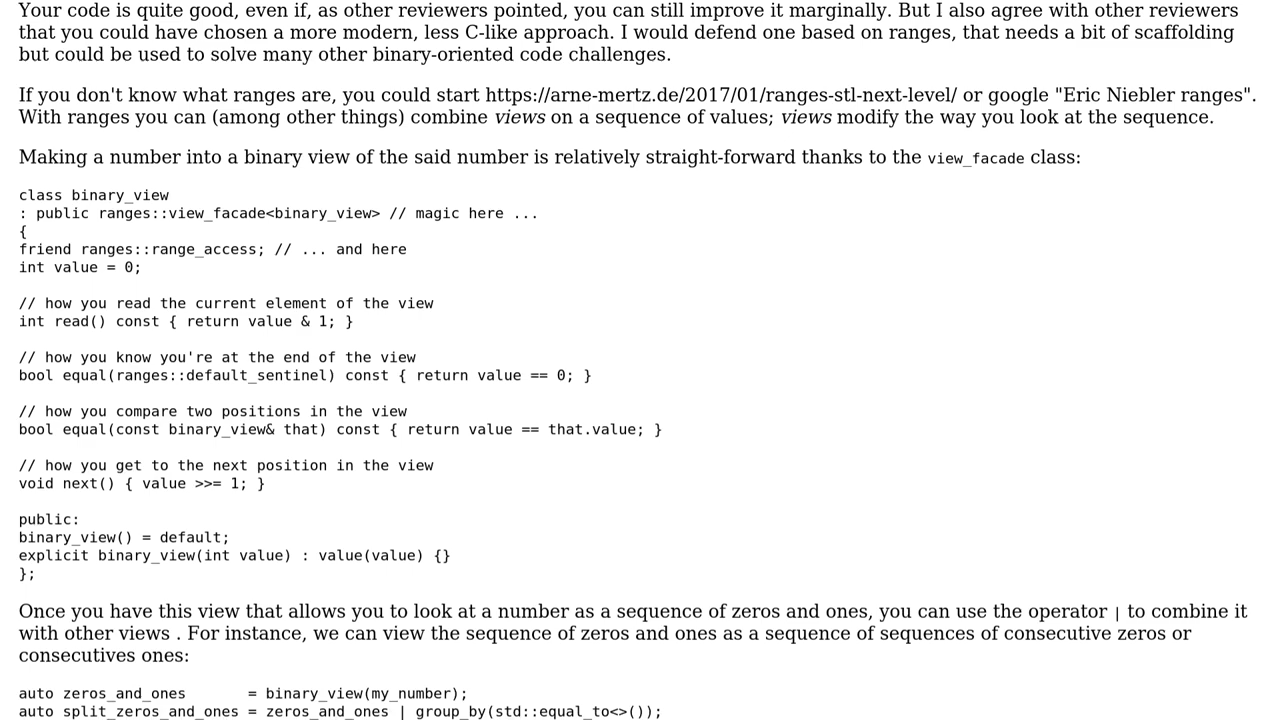 Your code is quite good, even if, as other reviewers pointed, you can still improve it marginally. But I also agree with other reviewers
that you could have chosen a more modern, less C-like approach. I would defend one based on ranges, that needs a bit of scaffolding
but could be used to solve many other binary-oriented code challenges.
If you don't know what ranges are, you could start https://arne-mertz.de/2017/01/ranges-stl-next-level/ or google "Eric Niebler ranges".
With ranges you can (among other things) combine views on a sequence of values; views modify the way you look at the sequence.
Making a number into a binary view of the said number is relatively straight-forward thanks to the view_facade class:
class binary_view
: public ranges::view_facade<binary_view> // magic here ...
{
friend ranges::range_access; // ... and here
int value = 0;
// how you read the current element of the view
int read() const { return value & 1; }
// how you know you're at the end of the view
bool equal(ranges::default_sentinel) const { return value == 0; }
// how you compare two positions in the view
bool equal(const binary_view& that) const { return value == that.value; }
// how you get to the next position in the view
void next() { value >>= 1; }
public:
binary_view() = default;
explicit binary_view(int value) : value(value) {}
};
Once you have this view that allows you to look at a number as a sequence of zeros and ones, you can use the operator | to combine it
with other views . For instance, we can view the sequence of zeros and ones as a sequence of sequences of consecutive zeros or
consecutives ones:
auto zeros_and_ones       = binary_view(my_number);
auto split_zeros_and_ones = zeros_and_ones | group_by(std::equal_to<>());